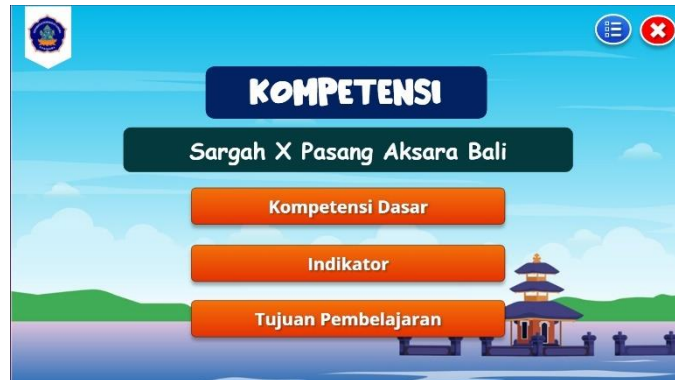 KOMPETENSI
Sargah X Pasang Aksara Bali
Kompetensi Dasar
Indikator
Tujuan Pembelajaran